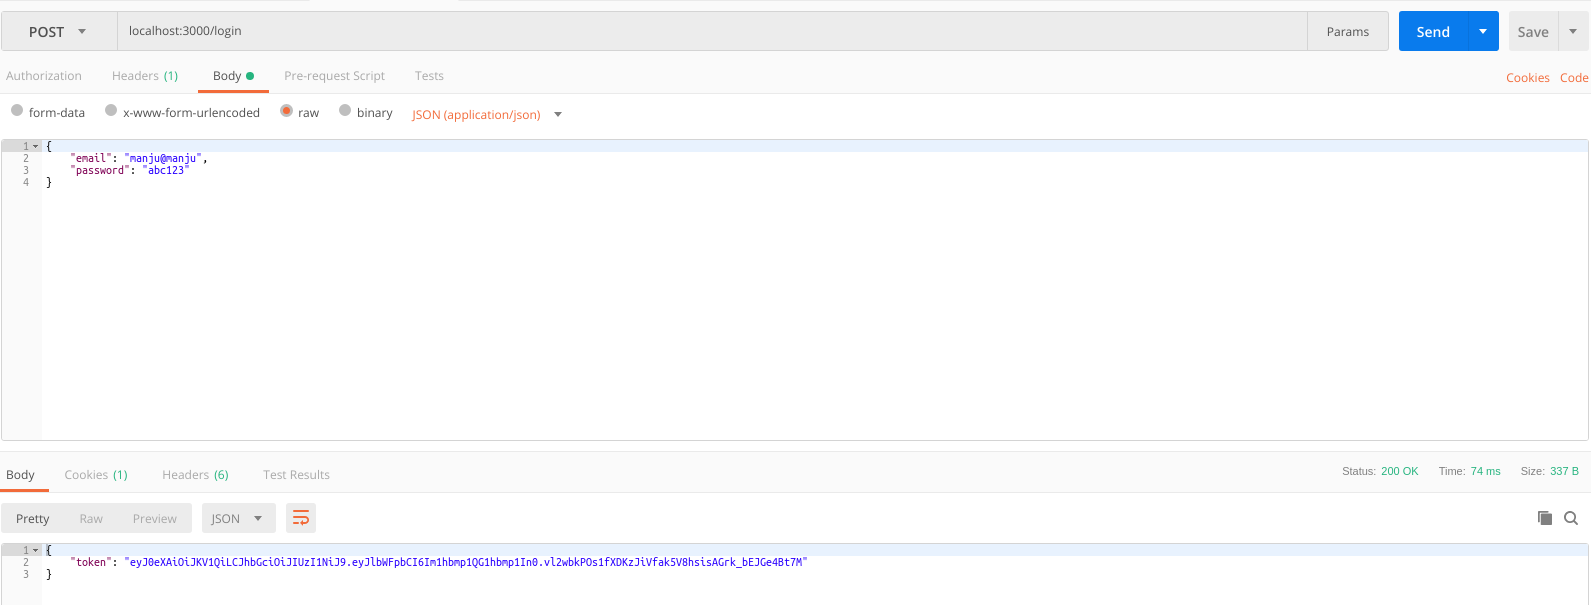 POST localhost:3000/login Params Send Save
Authorization Headers (1) Body Pre-request Script Tests Cookies Code
form-data x-www-form-urlencoded raw binary JSON (application/json)
1 {
2 "email": "manju@manju",
3 "password": "abc123"
4 }
Body Cookies (1) Headers (6) Test Results Status: 200 OK Time: 74 ms Size: 337 B
Pretty Raw Preview JSON
1 {
2 "token": "eyJ0eXAiOiJKV1QiLCJhbGciOiJIUzI1NiJ9.eyJlbWFpbCI6Im1hbmp1QG1hbmp1In0.vl2wbkPOs1fXDKzJiVfak5V8hsisAGrk_bEJGe4Bt7M"
3 }